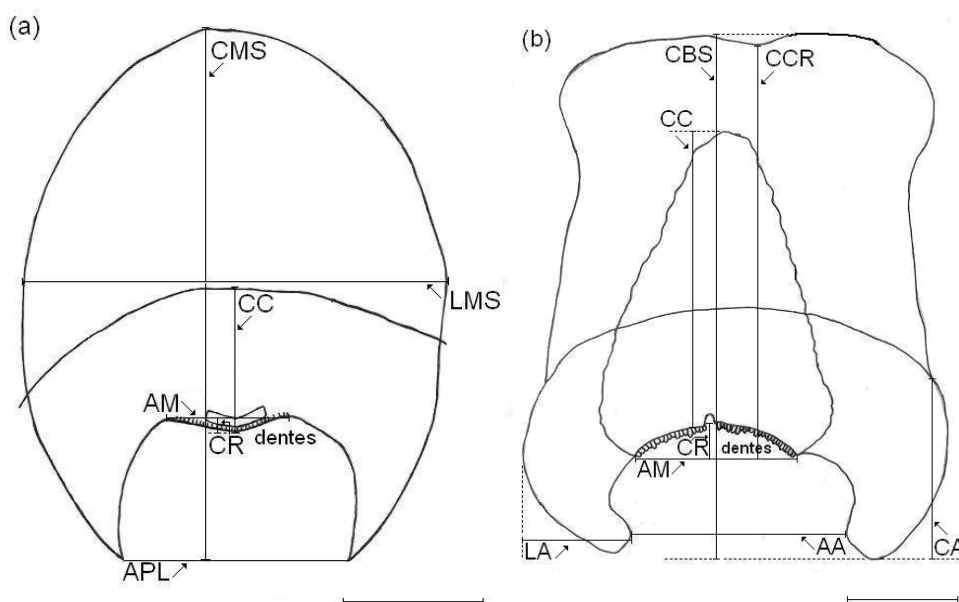 (a)
CMS
LMS
CC
AM
CR
dentes
APL
(b)
CBS
CCR
CC
CR
dentes
AM
LA
AA
CA